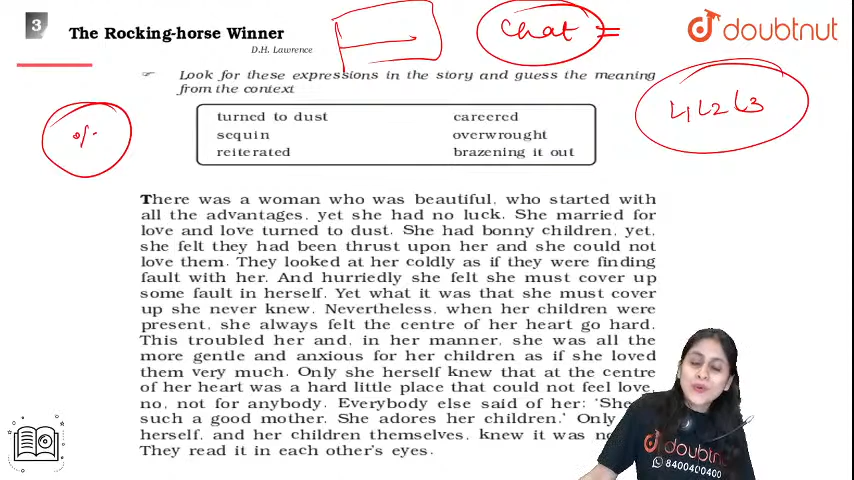 3
The Rocking-horse Winner
D.H. Lawrence
chat =
doubtnut
Look for these expressions in the story and guess the meaning
from the context
%
L1 L2 L3
turned to dust careered
sequin overwrought
reiterated brazening it out
There was a woman who was beautiful, who started with
all the advantages, yet she had no luck. She married for
love and love turned to dust. She had bonny children, yet,
she felt they had been thrust upon her and she could not
love them. They looked at her coldly as if they were finding
fault with her. And hurriedly she felt she must cover up
some fault in herself. Yet what it was that she must cover
up she never knew. Nevertheless, when her children were
present, she always felt the centre of her heart go hard.
This troubled her and, in her manner, she was all the
more gentle and anxious for her children as if she loved
them very much. Only she herself knew that at the centre
of her heart was a hard little place that could not feel love,
no, not for anybody. Everybody else said of her: 'She
such a good mother. She adores her children.' Only
herself, and her children themselves, knew it was
They read it in each other's eyes.
doubtnut
8400400400